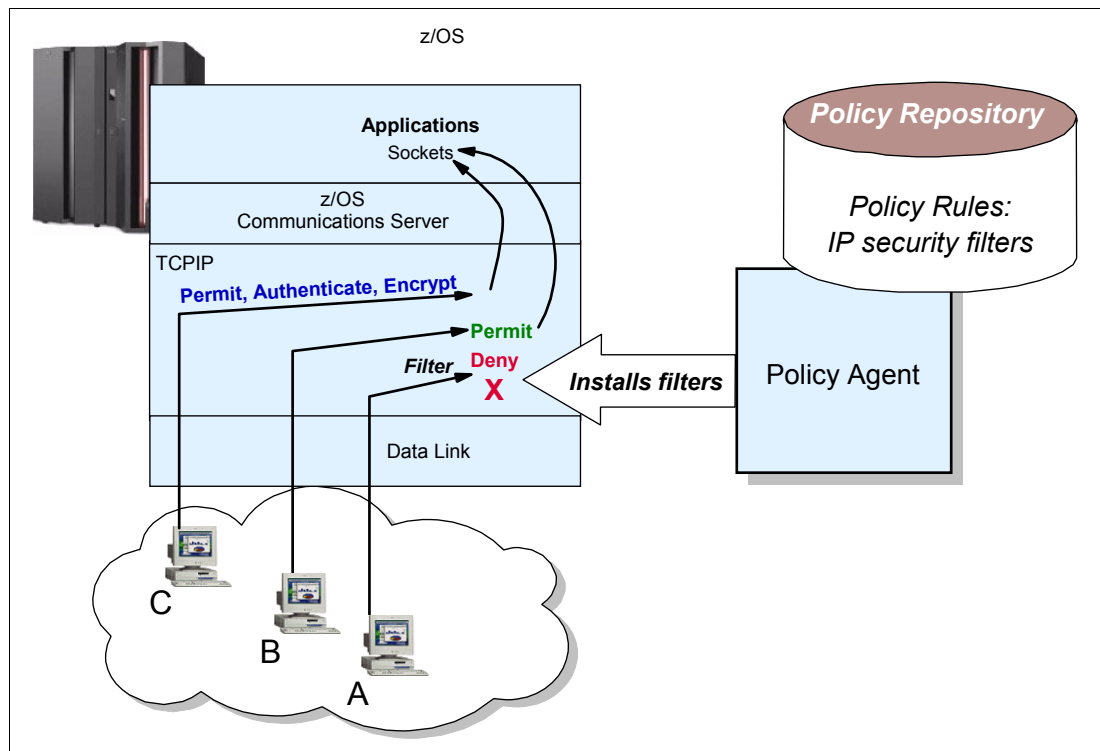 z/OS
Applications
Sockets
z/OS
Communications Server
TCPIP
Permit, Authenticate, Encrypt
Permit
Filter
Deny
X
Data Link
C
B
A
Policy Repository
Policy Rules:
IP security filters
Installs filters
Policy Agent